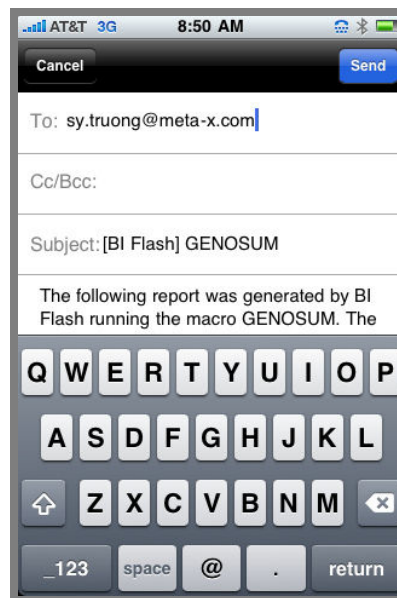 AT&T 3G 8:50 AM
Cancel Send
To: sy.truong@meta-x.com
Cc/Bcc:
Subject: [BI Flash] GENOSUM
The following report was generated by BI
Flash running the macro GENOSUM. The
Q W E R T Y U I O P
A S D F G H J K L
Z X C V B N M
_123 space @ . return